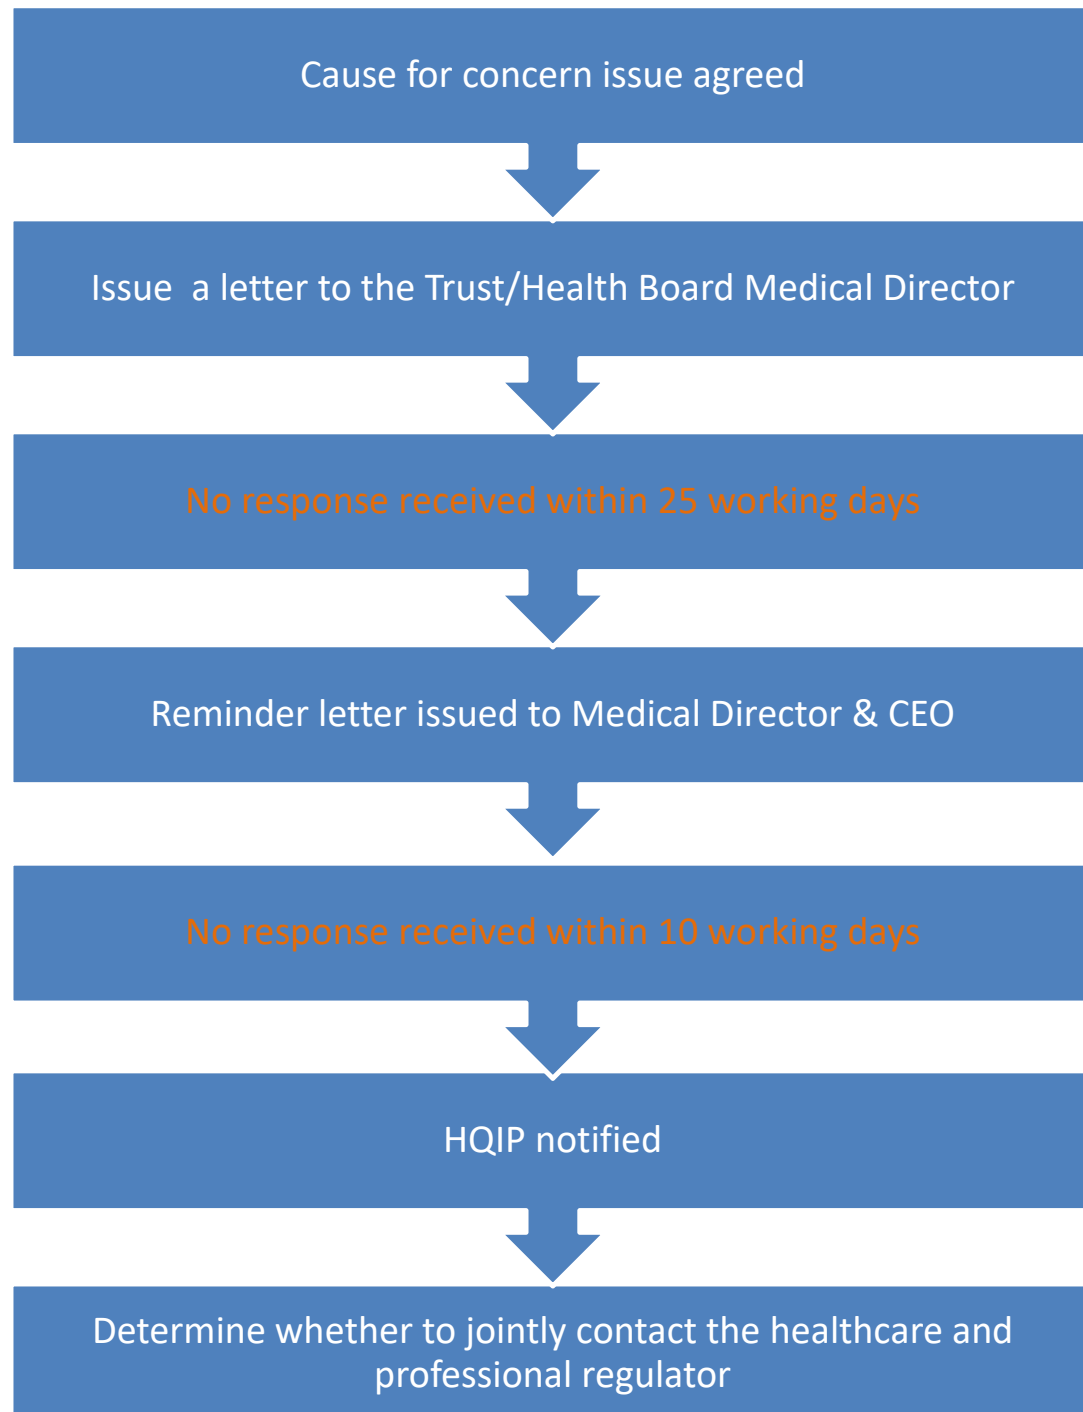 Cause for concern issue agreed
Issue  a letter to the Trust/Health Board Medical Director
No response received within 25 working days
Reminder letter issued to Medical Director & CEO
No response received within 10 working days
HQIP notified
Determine whether to jointly contact the healthcare and
professional regulator